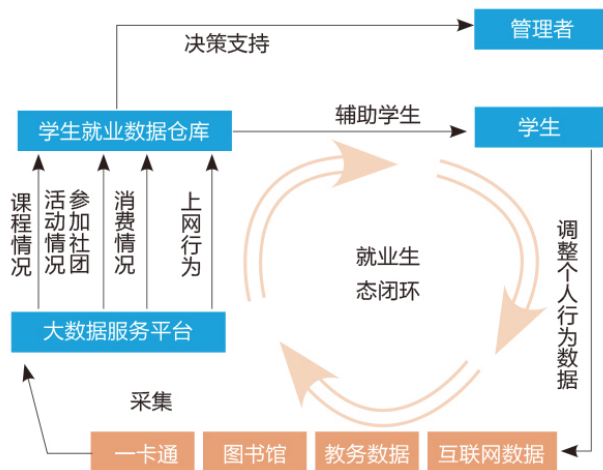 决策支持
管理者
学生就业数据仓库
辅助学生
学生
课程情况
参加社团
活动情况
消费情况
上网行为
就业生
态闭环
调整个人行为数据
大数据服务平台
采集
一卡通
图书馆
教务数据
互联网数据